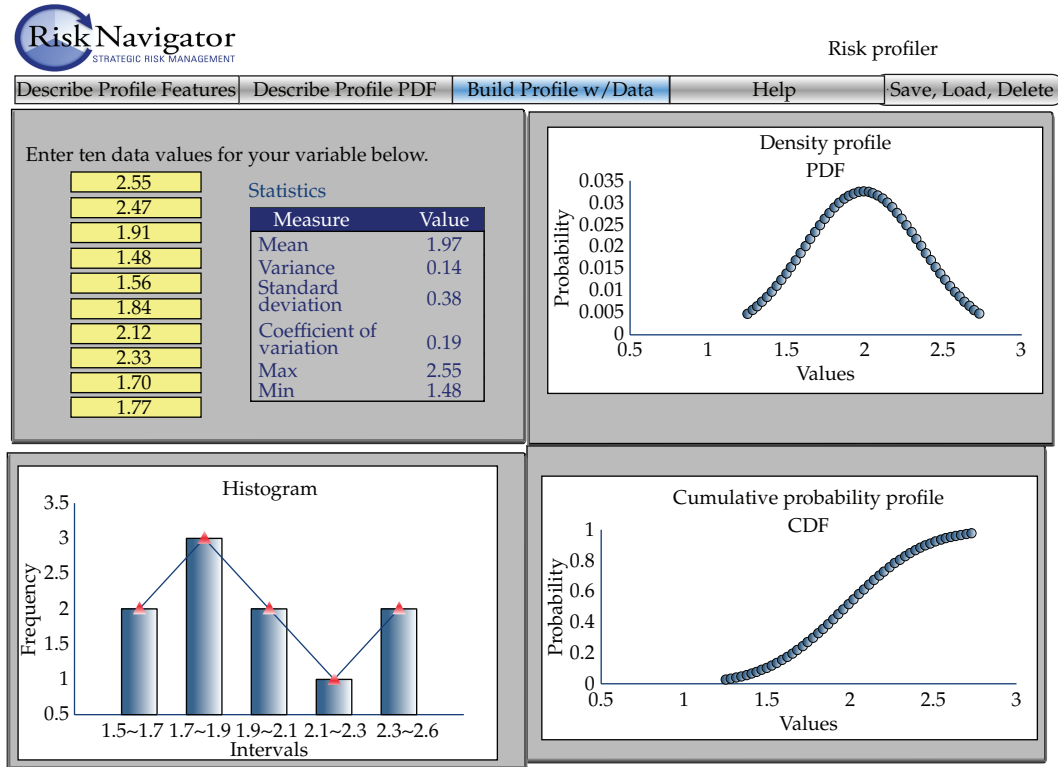 Risk Navigator
STRATEGIC RISK MANAGEMENT
Risk profiler
Describe Profile Features
Describe Profile PDF
Build Profile w/Data
Help
Save, Load, Delete
Enter ten data values for your variable below.
2.55
2.47
1.91
1.48
1.56
1.84
2.12
2.33
1.70
1.77
Statistics
Measure Value
Mean 1.97
Variance 0.14
Standard
deviation 0.38
Coefficient of
variation 0.19
Max 2.55
Min 1.48
Density profile
PDF
Probability
0.035
0.03
0.025
0.02
0.015
0.01
0.005
0
0.5 1 1.5 2 2.5 3
Values
Histogram
Frequency
3.5
3
2.5
2
1.5
1
0.5
1.5~1.7 1.7~1.9 1.9~2.1 2.1~2.3 2.3~2.6
Intervals
Cumulative probability profile
CDF
Probability
1
0.8
0.6
0.4
0.2
0
0.5 1 1.5 2 2.5 3
Values